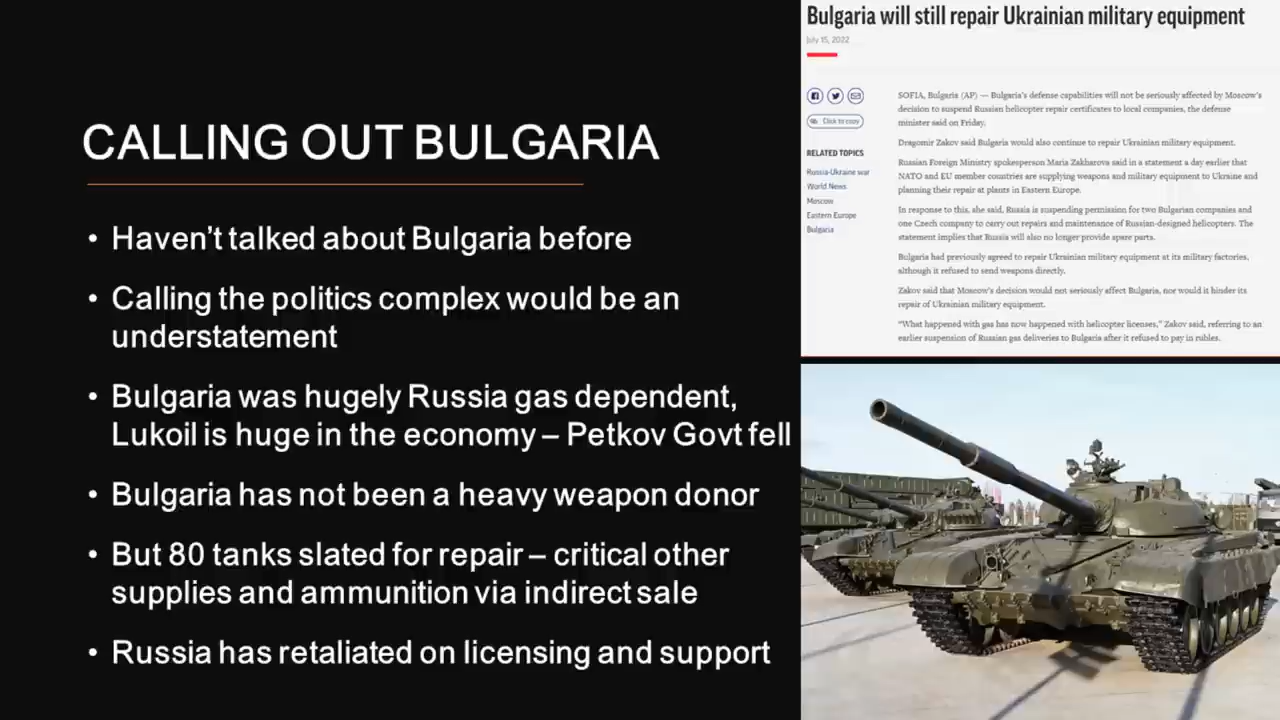 CALLING OUT BULGARIA
• Haven't talked about Bulgaria before
• Calling the politics complex would be an
understatement
• Bulgaria was hugely Russia gas dependent,
Lukoil is huge in the economy – Petkov Govt fell
• Bulgaria has not been a heavy weapon donor
• But 80 tanks slated for repair – critical other
supplies and ammunition via indirect sale
• Russia has retaliated on licensing and support
Bulgaria will still repair Ukrainian military equipment
July 15, 2022
Click to copy
RELATED TOPICS
Russia-Ukraine war
World News
Moscow
Eastern Europe
Bulgaria
SOFIA, Bulgaria (AP) — Bulgaria's defense capabilities will not be seriously affected by Moscow's
decision to suspend Russian helicopter repair certificates to local companies, the defense
minister said on Friday.
Dragomir Zakov said Bulgaria would also continue to repair Ukrainian military equipment.
Russian Foreign Ministry spokesperson Maria Zakharova said in a statement a day earlier that
NATO and EU member countries are supplying weapons and military equipment to Ukraine and
planning their repair at plants in Eastern Europe.
In response to this, she said, Russia is suspending permission for two Bulgarian companies and
one Czech company to carry out repairs and maintenance of Russian-designed helicopters. The
statement implies that Russia will also no longer provide spare parts.
Bulgaria had previously agreed to repair Ukrainian military equipment at its military factories,
although it refused to send weapons directly.
Zakov said that Moscow's decision would not seriously affect Bulgaria, nor would it hinder its
repair of Ukrainian military equipment.
"What happened with gas has now happened with helicopter licenses," Zakov said, referring to an
earlier suspension of Russian gas deliveries to Bulgaria after it refused to pay in rubles.